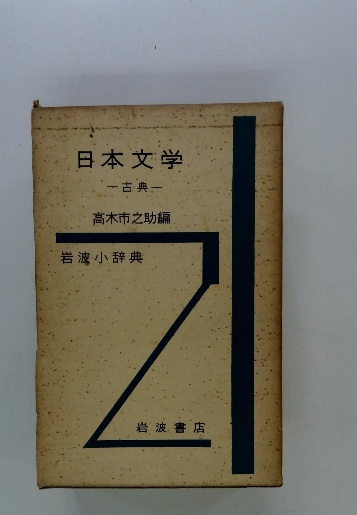 日本文学
―古典―
高木市之助編
岩波小辞典
岩波書店